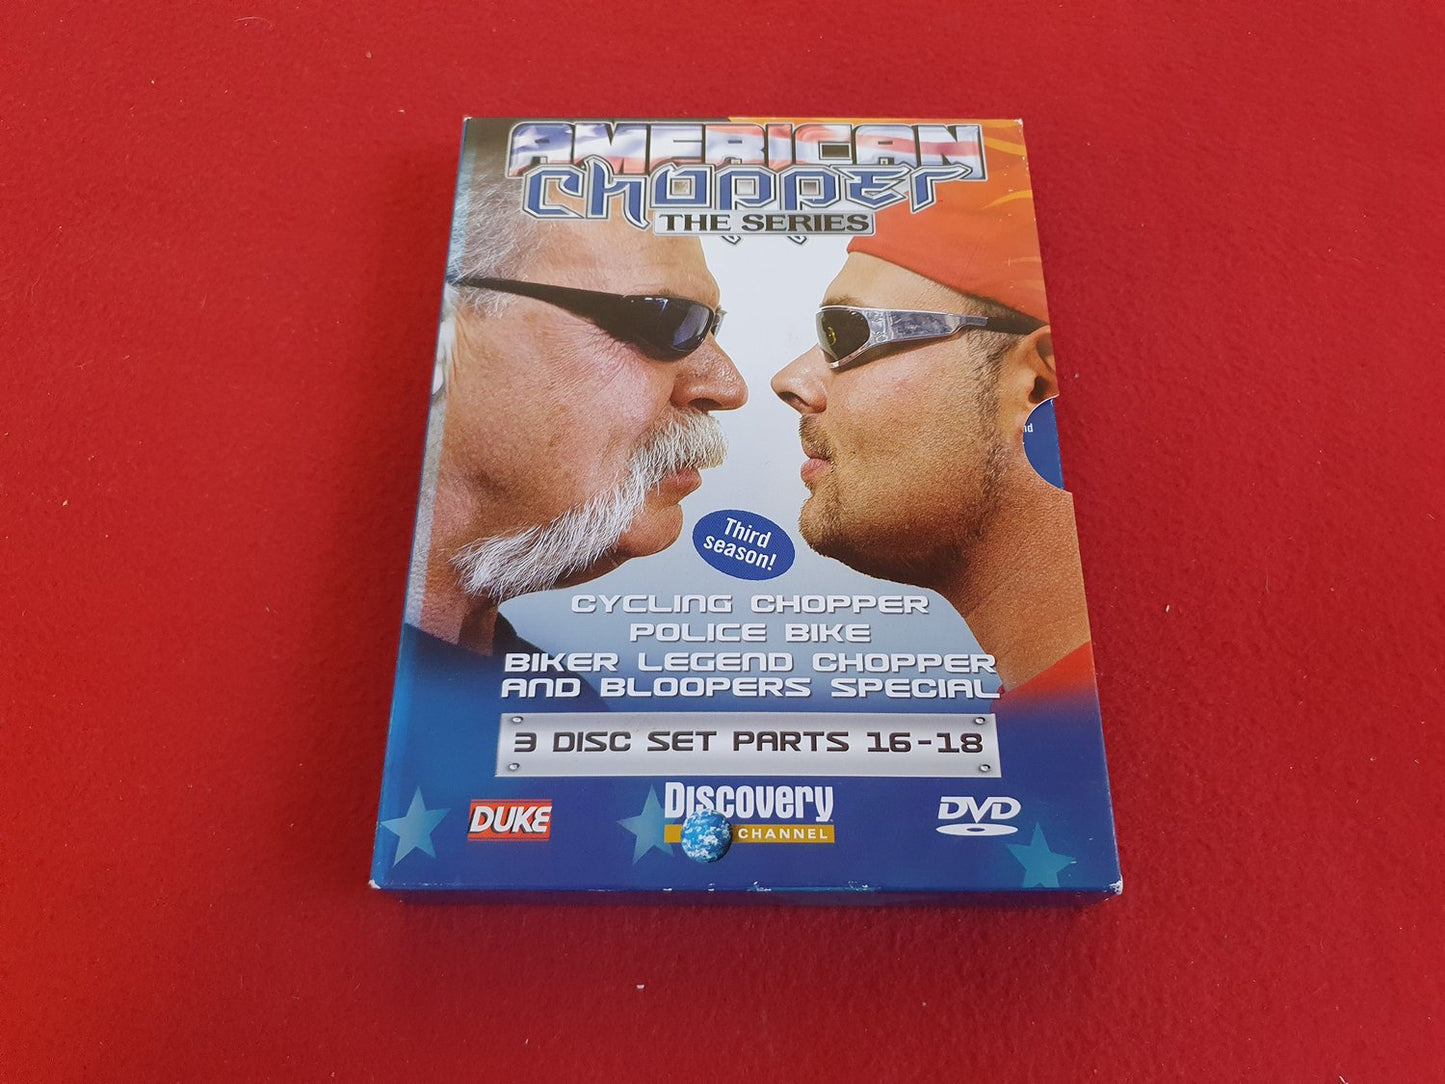 AMERICAN
Chopper
THE SERIES
nd
Third
season!
CYCLING CHOPPER
POLICE BIKE
BIKER LEGEND CHOPPER
AND BLOOPERS SPECIAL
3 DISC SET PARTS 16-18
DUKE
Discovery
CHANNEL
DVD